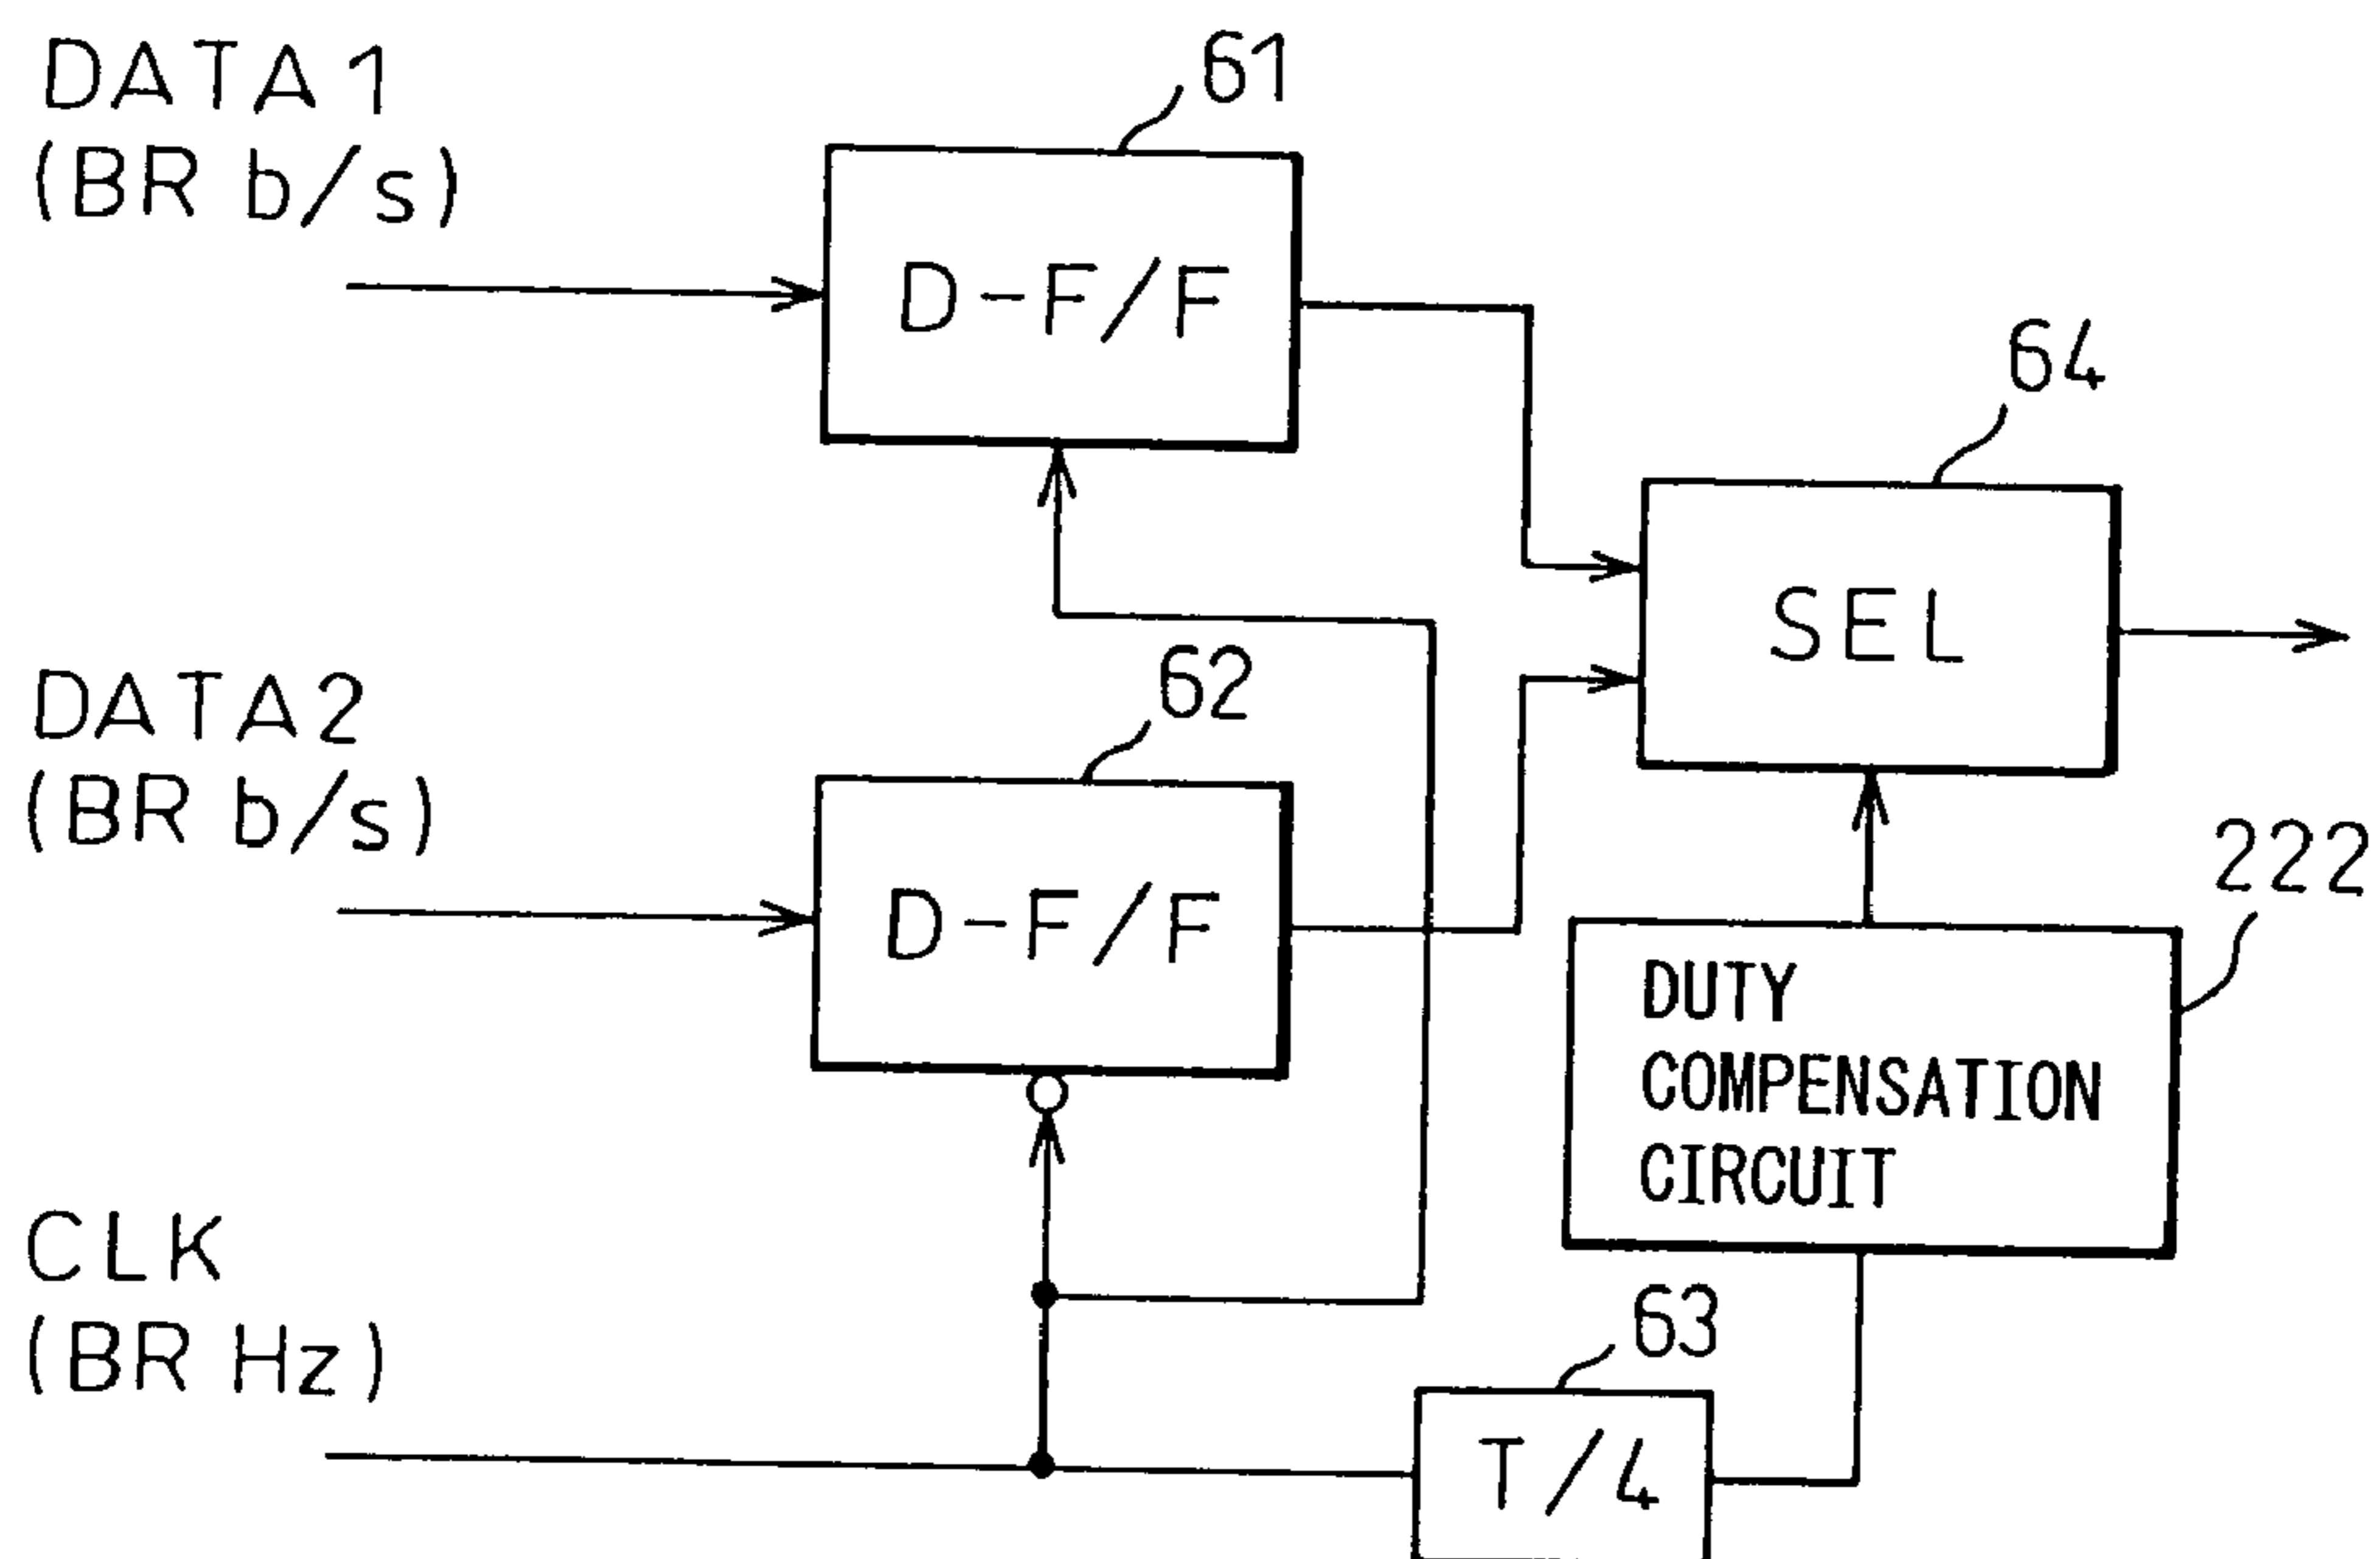 DATA1
(BR b/s)
61
D-F/F
64
SEL
DATA2
(BR b/s)
62
D-F/F
222
DUTY
COMPENSATION
CIRCUIT
CLK
(BR Hz)
63
T/4